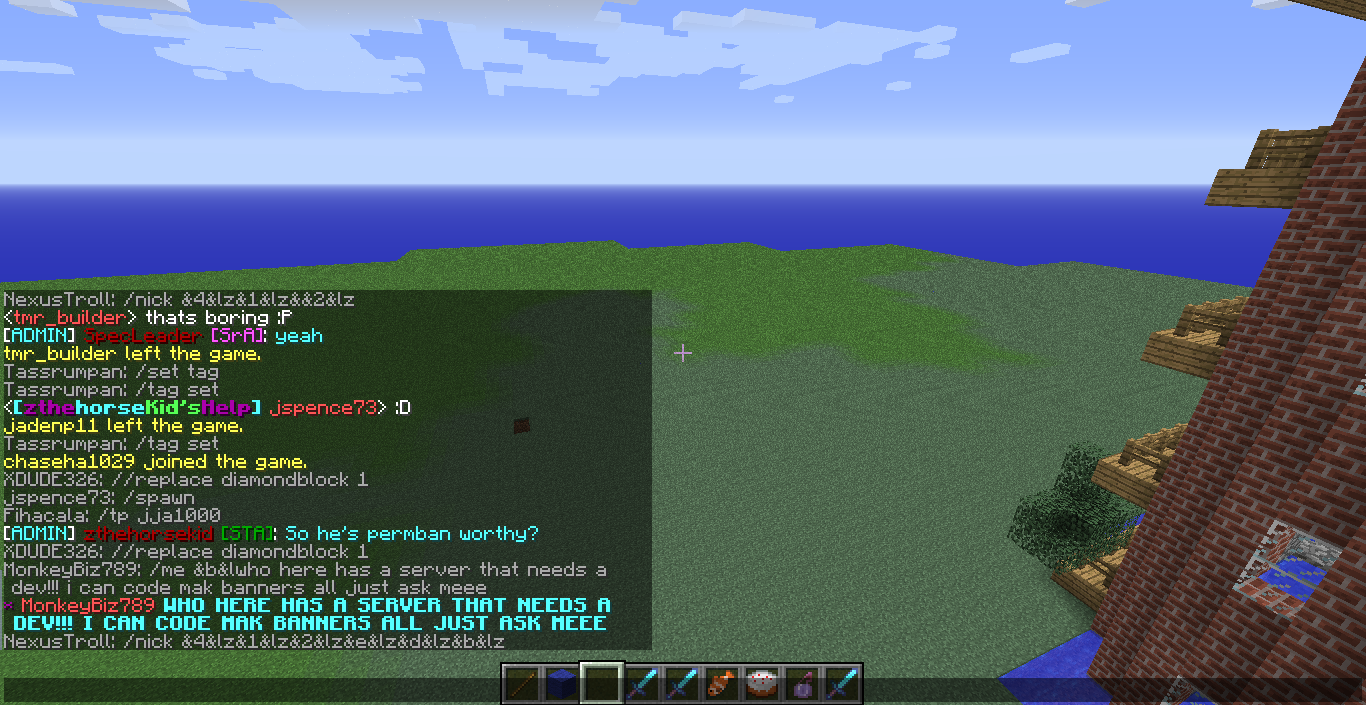 NexusTroll: /nick &4&lz&1&lz&&2&lz
<tmr_builder> thats boring :P
[ADMIN] SpecLeader [SrA]: yeah
tmr_builder left the game.
Tassrumpan: /set tag
Tassrumpan: /tag set
<[zthehorseKid'sHelp] jspence73> :D
jadenp11 left the game.
Tassrumpan: /tag set
chaseha1029 joined the game.
XDUDE326: //replace diamondblock 1
jspence73: /spawn
Fihacala: /tp jja1000
[ADMIN] zthehorsekid [STA]: So he's permban worthy?
XDUDE326: //replace diamondblock 1
MonkeyBiz789: /me &b&lwho here has a server that needs a
dev!!! i can code mak banners all just ask meee
* MonkeyBiz789 WHO HERE HAS A SERVER THAT NEEDS A
DEV!!! I CAN CODE MAK BANNERS ALL JUST ASK MEEE
NexusTroll: /nick &4&lz&1&lz&2&lz&e&lz&d&lz&b&lz